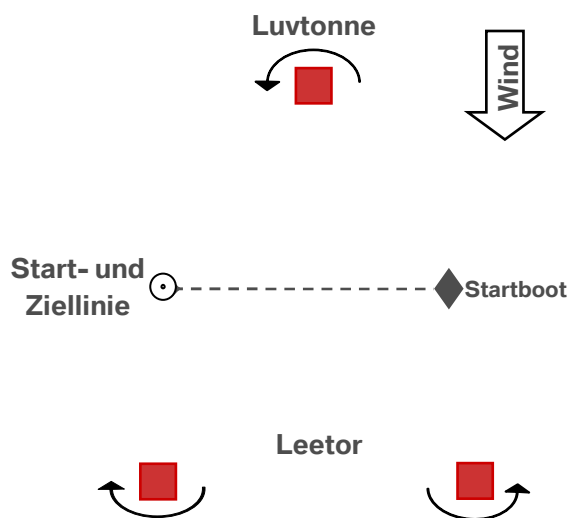 Luvtonne
Wind
Start- und
Ziellinie
Startboot
Leetor